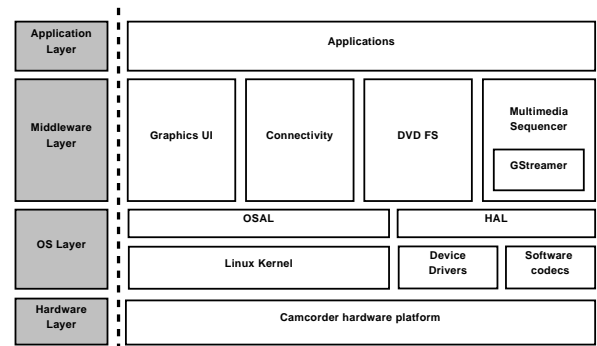 Application
Layer
Applications
Middleware
Layer
Graphics UI
Connectivity
DVD FS
Multimedia
Sequencer
GStreamer
OS Layer
OSAL
HAL
Linux Kernel
Device
Drivers
Software
codecs
Hardware
Layer
Camcorder hardware platform